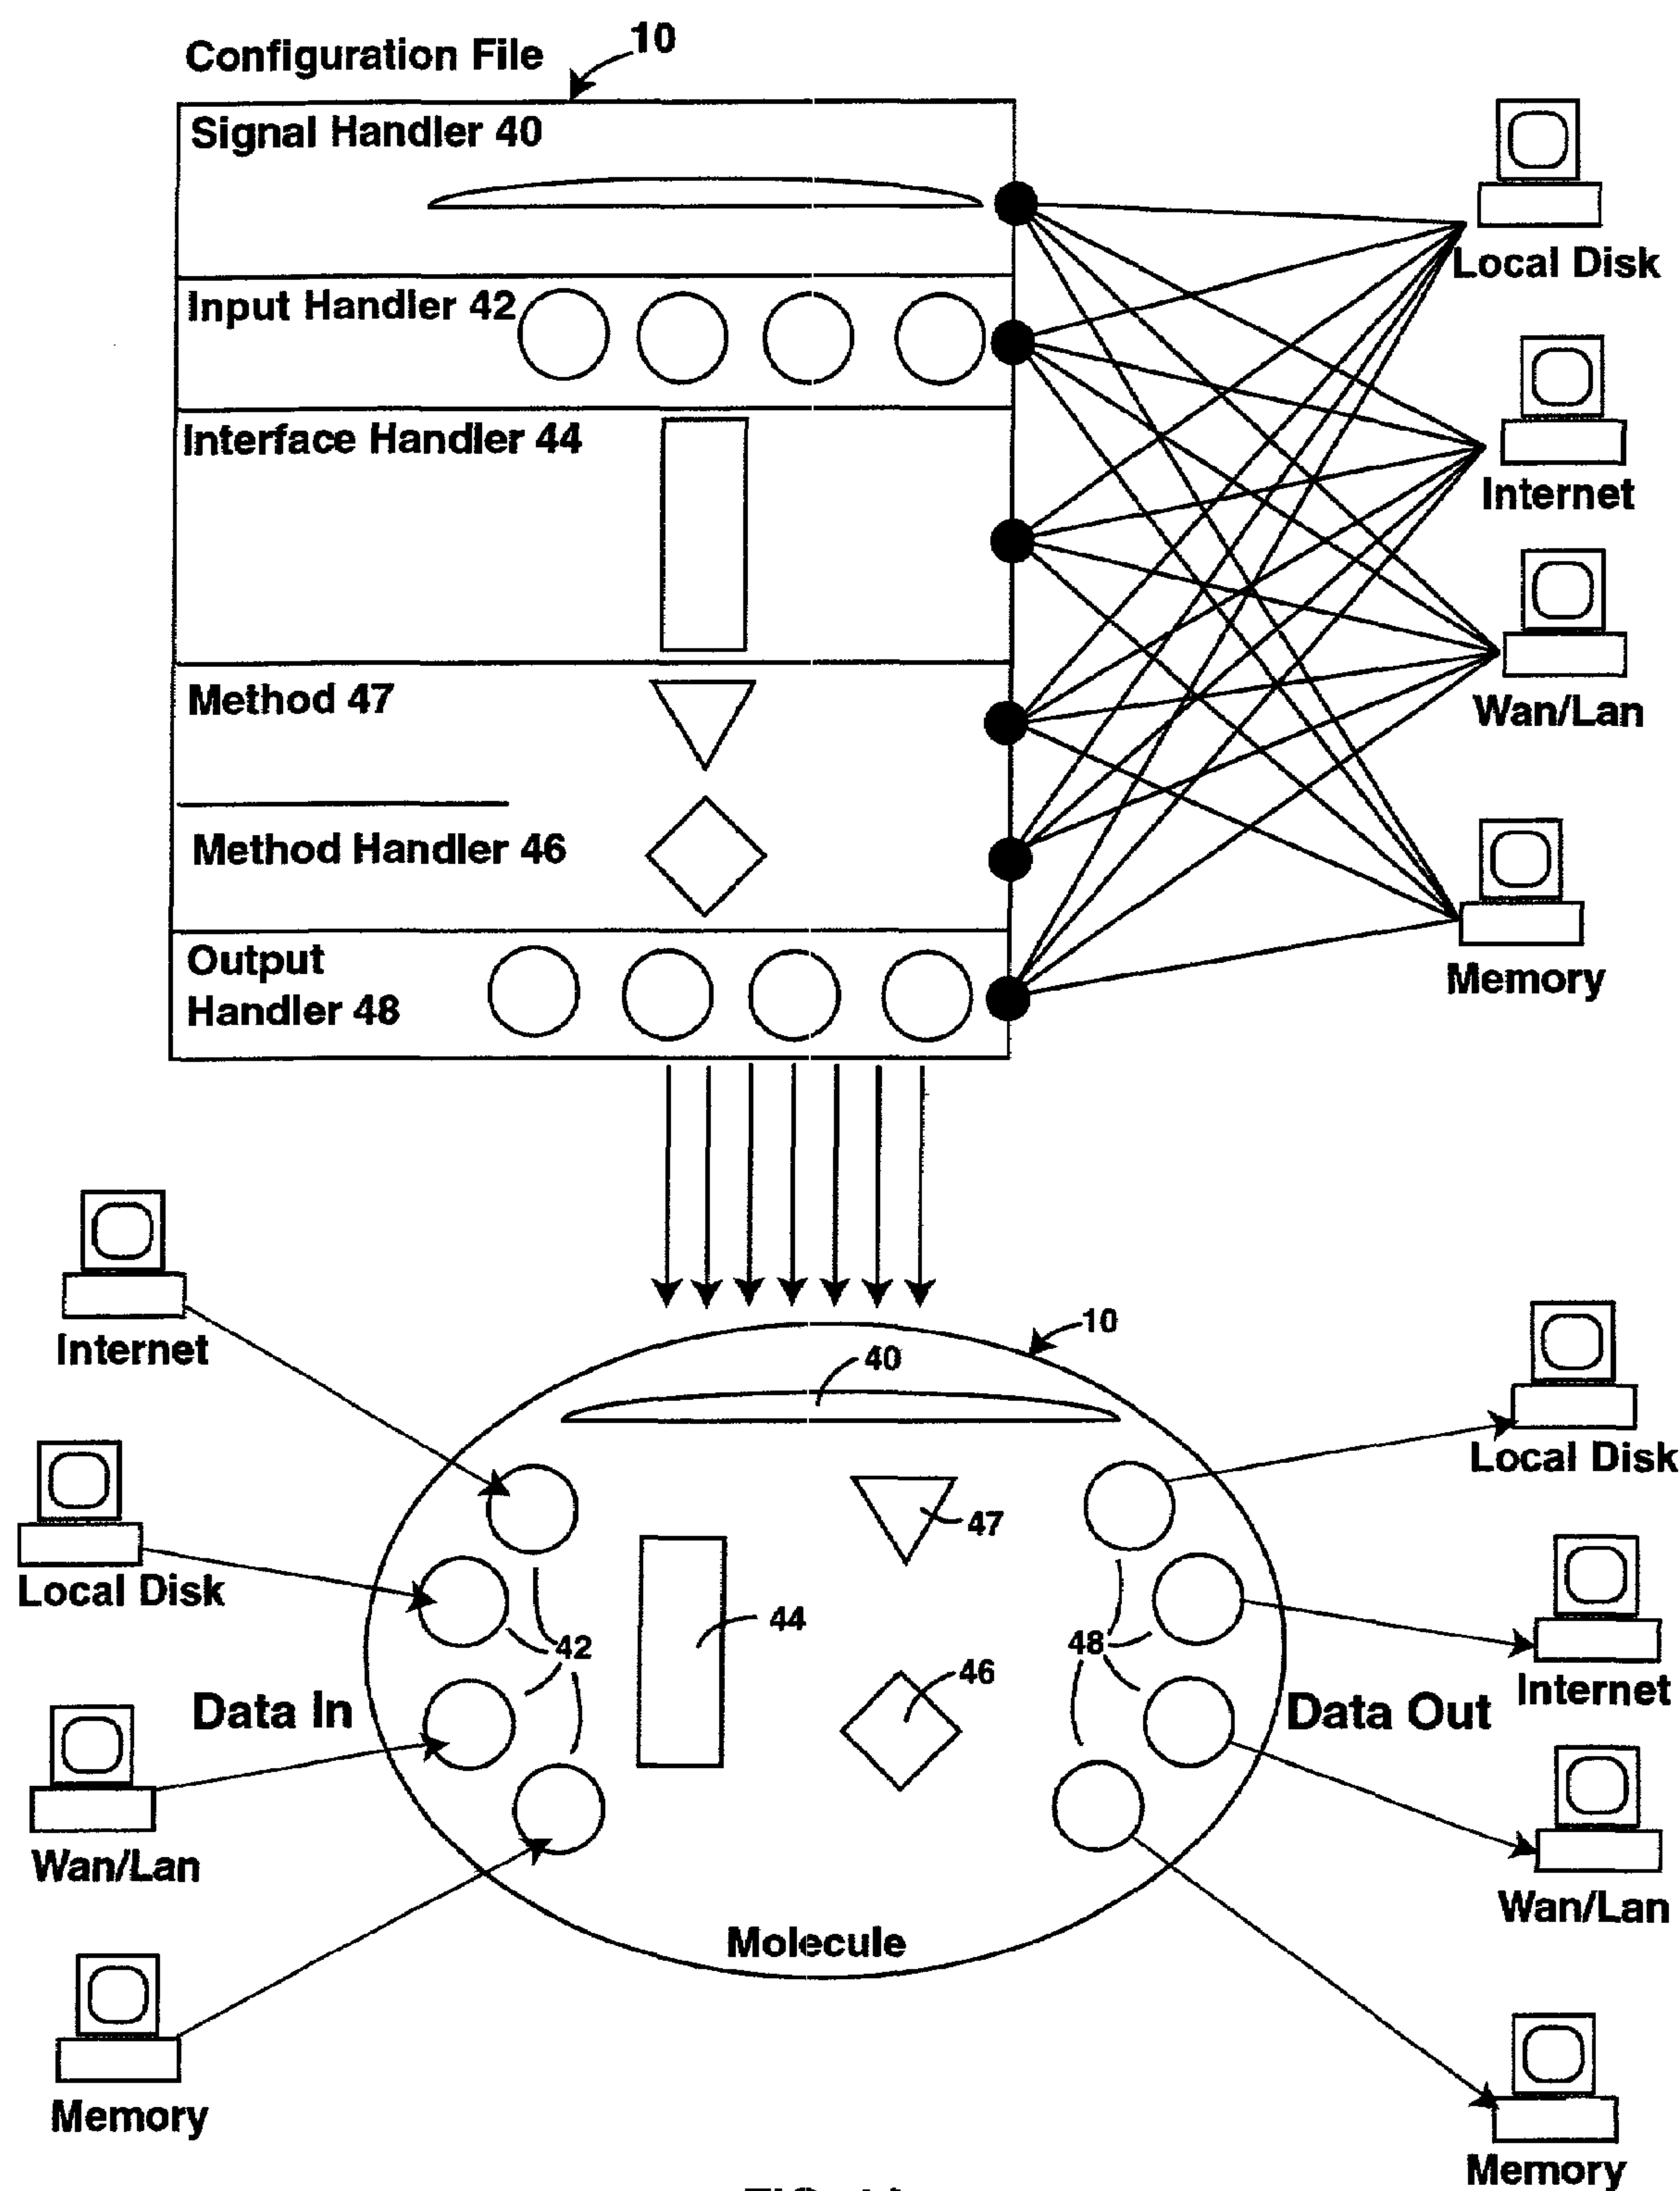 Configuration File
10
Signal Handler 40
Local Disk
Input Handler 42
Interface Handler 44
Internet
Method 47
Wan/Lan
Method Handler 46
Output
Handler 48
Memory
Internet
10
40
Local Disk
47
Local Disk
44
42
48
46
Data In
Data Out
Internet
Wan/Lan
Wan/Lan
Molecule
Memory
Memory